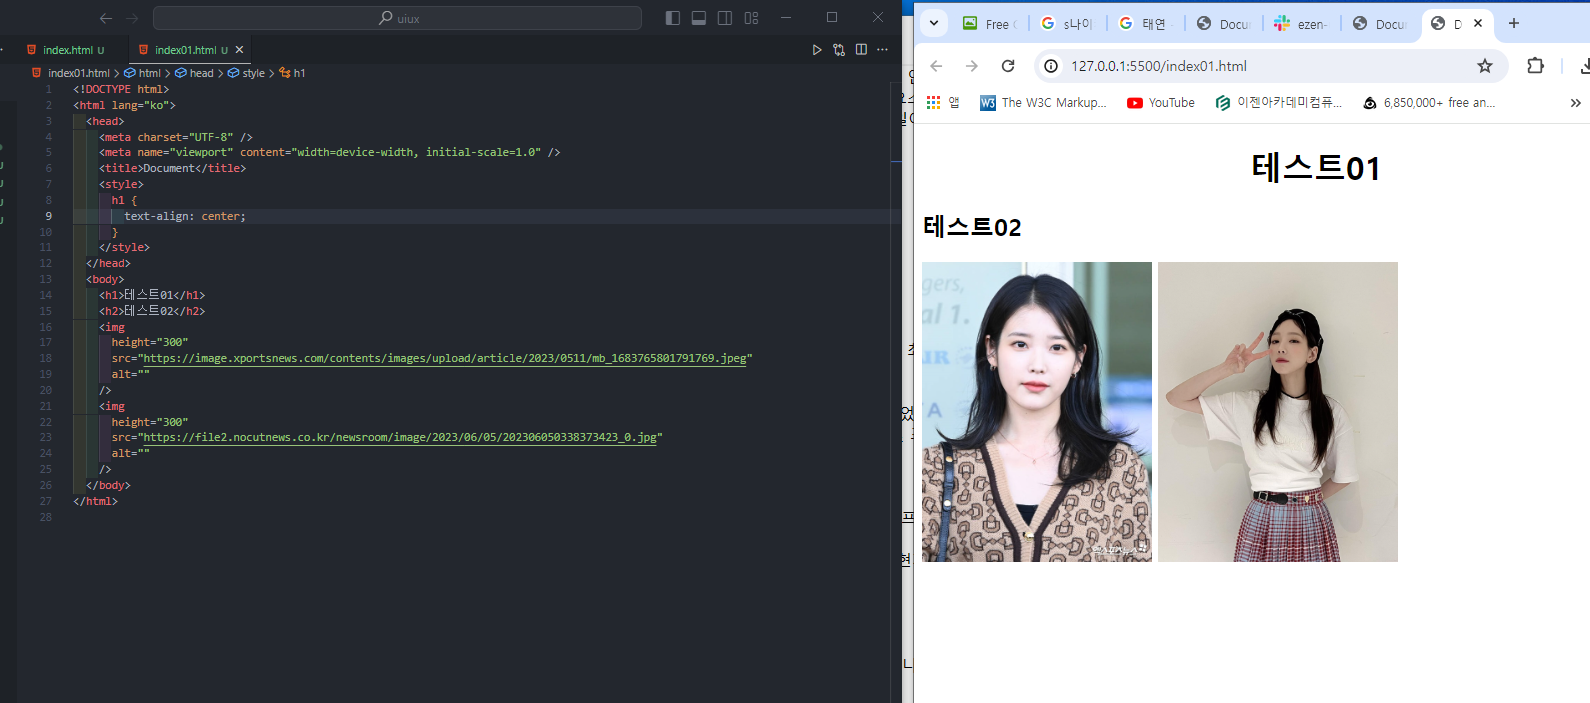 uiux
index.html U
index01.html U
index01.html > html > head > style > h1
1 <!DOCTYPE html>
2 <html lang="ko">
3 <head>
4 <meta charset="UTF-8" />
5 <meta name="viewport" content="width=device-width, initial-scale=1.0" />
6 <title>Document</title>
7 <style>
8 h1 {
9 text-align: center;
10 }
11 </style>
12 </head>
13 <body>
14 <h1>테스트01</h1>
15 <h2>테스트02</h2>
16 <img
17 height="300"
18 src="https://image.xportsnews.com/contents/images/upload/article/2023/0511/mb_1683765801791769.jpeg"
19 alt=""
20 />
21 <img
22 height="300"
23 src="https://file2.nocutnews.co.kr/newsroom/image/2023/06/05/202306050338373423_0.jpg"
24 alt=""
25 />
26 </body>
27 </html>
28
Free
s나이
태연
Docu
ezen-
Docu
D
127.0.0.1:5500/index01.html
앱
The W3C Markup...
YouTube
이젠아카데미컴퓨...
6,850,000+ free an...
테스트01
테스트02
gers,
al 1.